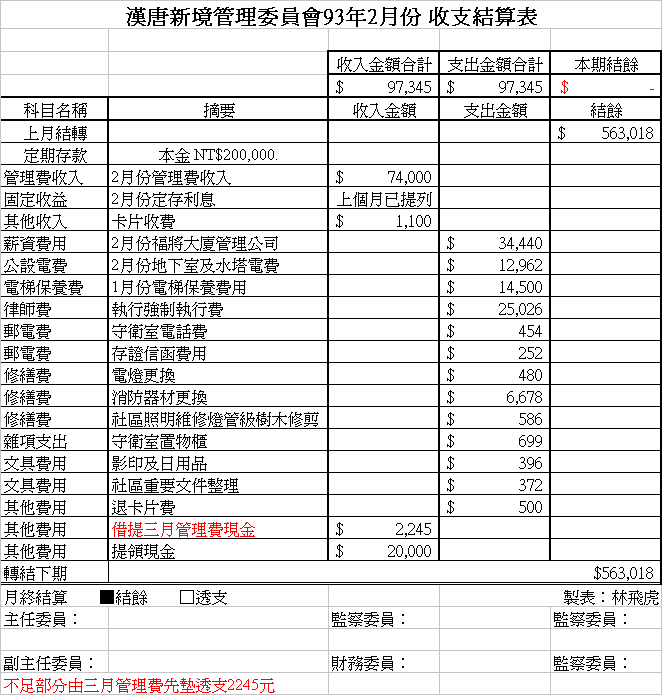 漢唐新境管理委員會93年2月份 收支結算表
收入金額合計 支出金額合計 本期結餘
$ 97,345 $ 97,345 $ -
科目名稱 摘要 收入金額 支出金額 結餘
上月結轉 $ 563,018
定期存款 本金 NT$200,000.
管理費收入 2月份管理費收入 $ 74,000
固定收益 2月份定存利息 上個月已提列
其他收入 卡片收費 $ 1,100
薪資費用 2月份福將大廈管理公司 $ 34,440
公設電費 2月份地下室及水塔電費 $ 12,962
電梯保養費 1月份電梯保養費用 $ 14,500
律師費 執行強制執行費 $ 25,026
郵電費 守衛室電話費 $ 454
郵電費 存證信函費用 $ 252
修繕費 電燈更換 $ 480
修繕費 消防器材更換 $ 6,678
修繕費 社區照明維修燈管級樹木修剪 $ 586
雜項支出 守衛室置物櫃 $ 699
文具費用 影印及日用品 $ 396
文具費用 社區重要文件整理 $ 372
其他費用 退卡片費 $ 500
其他費用 借提三月管理費現金 $ 2,245
其他費用 提領現金 $ 20,000
轉結下期 $563,018
月終結算 ■結餘 □透支 製表：林飛虎
主任委員： 監察委員： 監察委員：
副主任委員： 財務委員： 監察委員：
不足部分由三月管理費先墊透支2245元